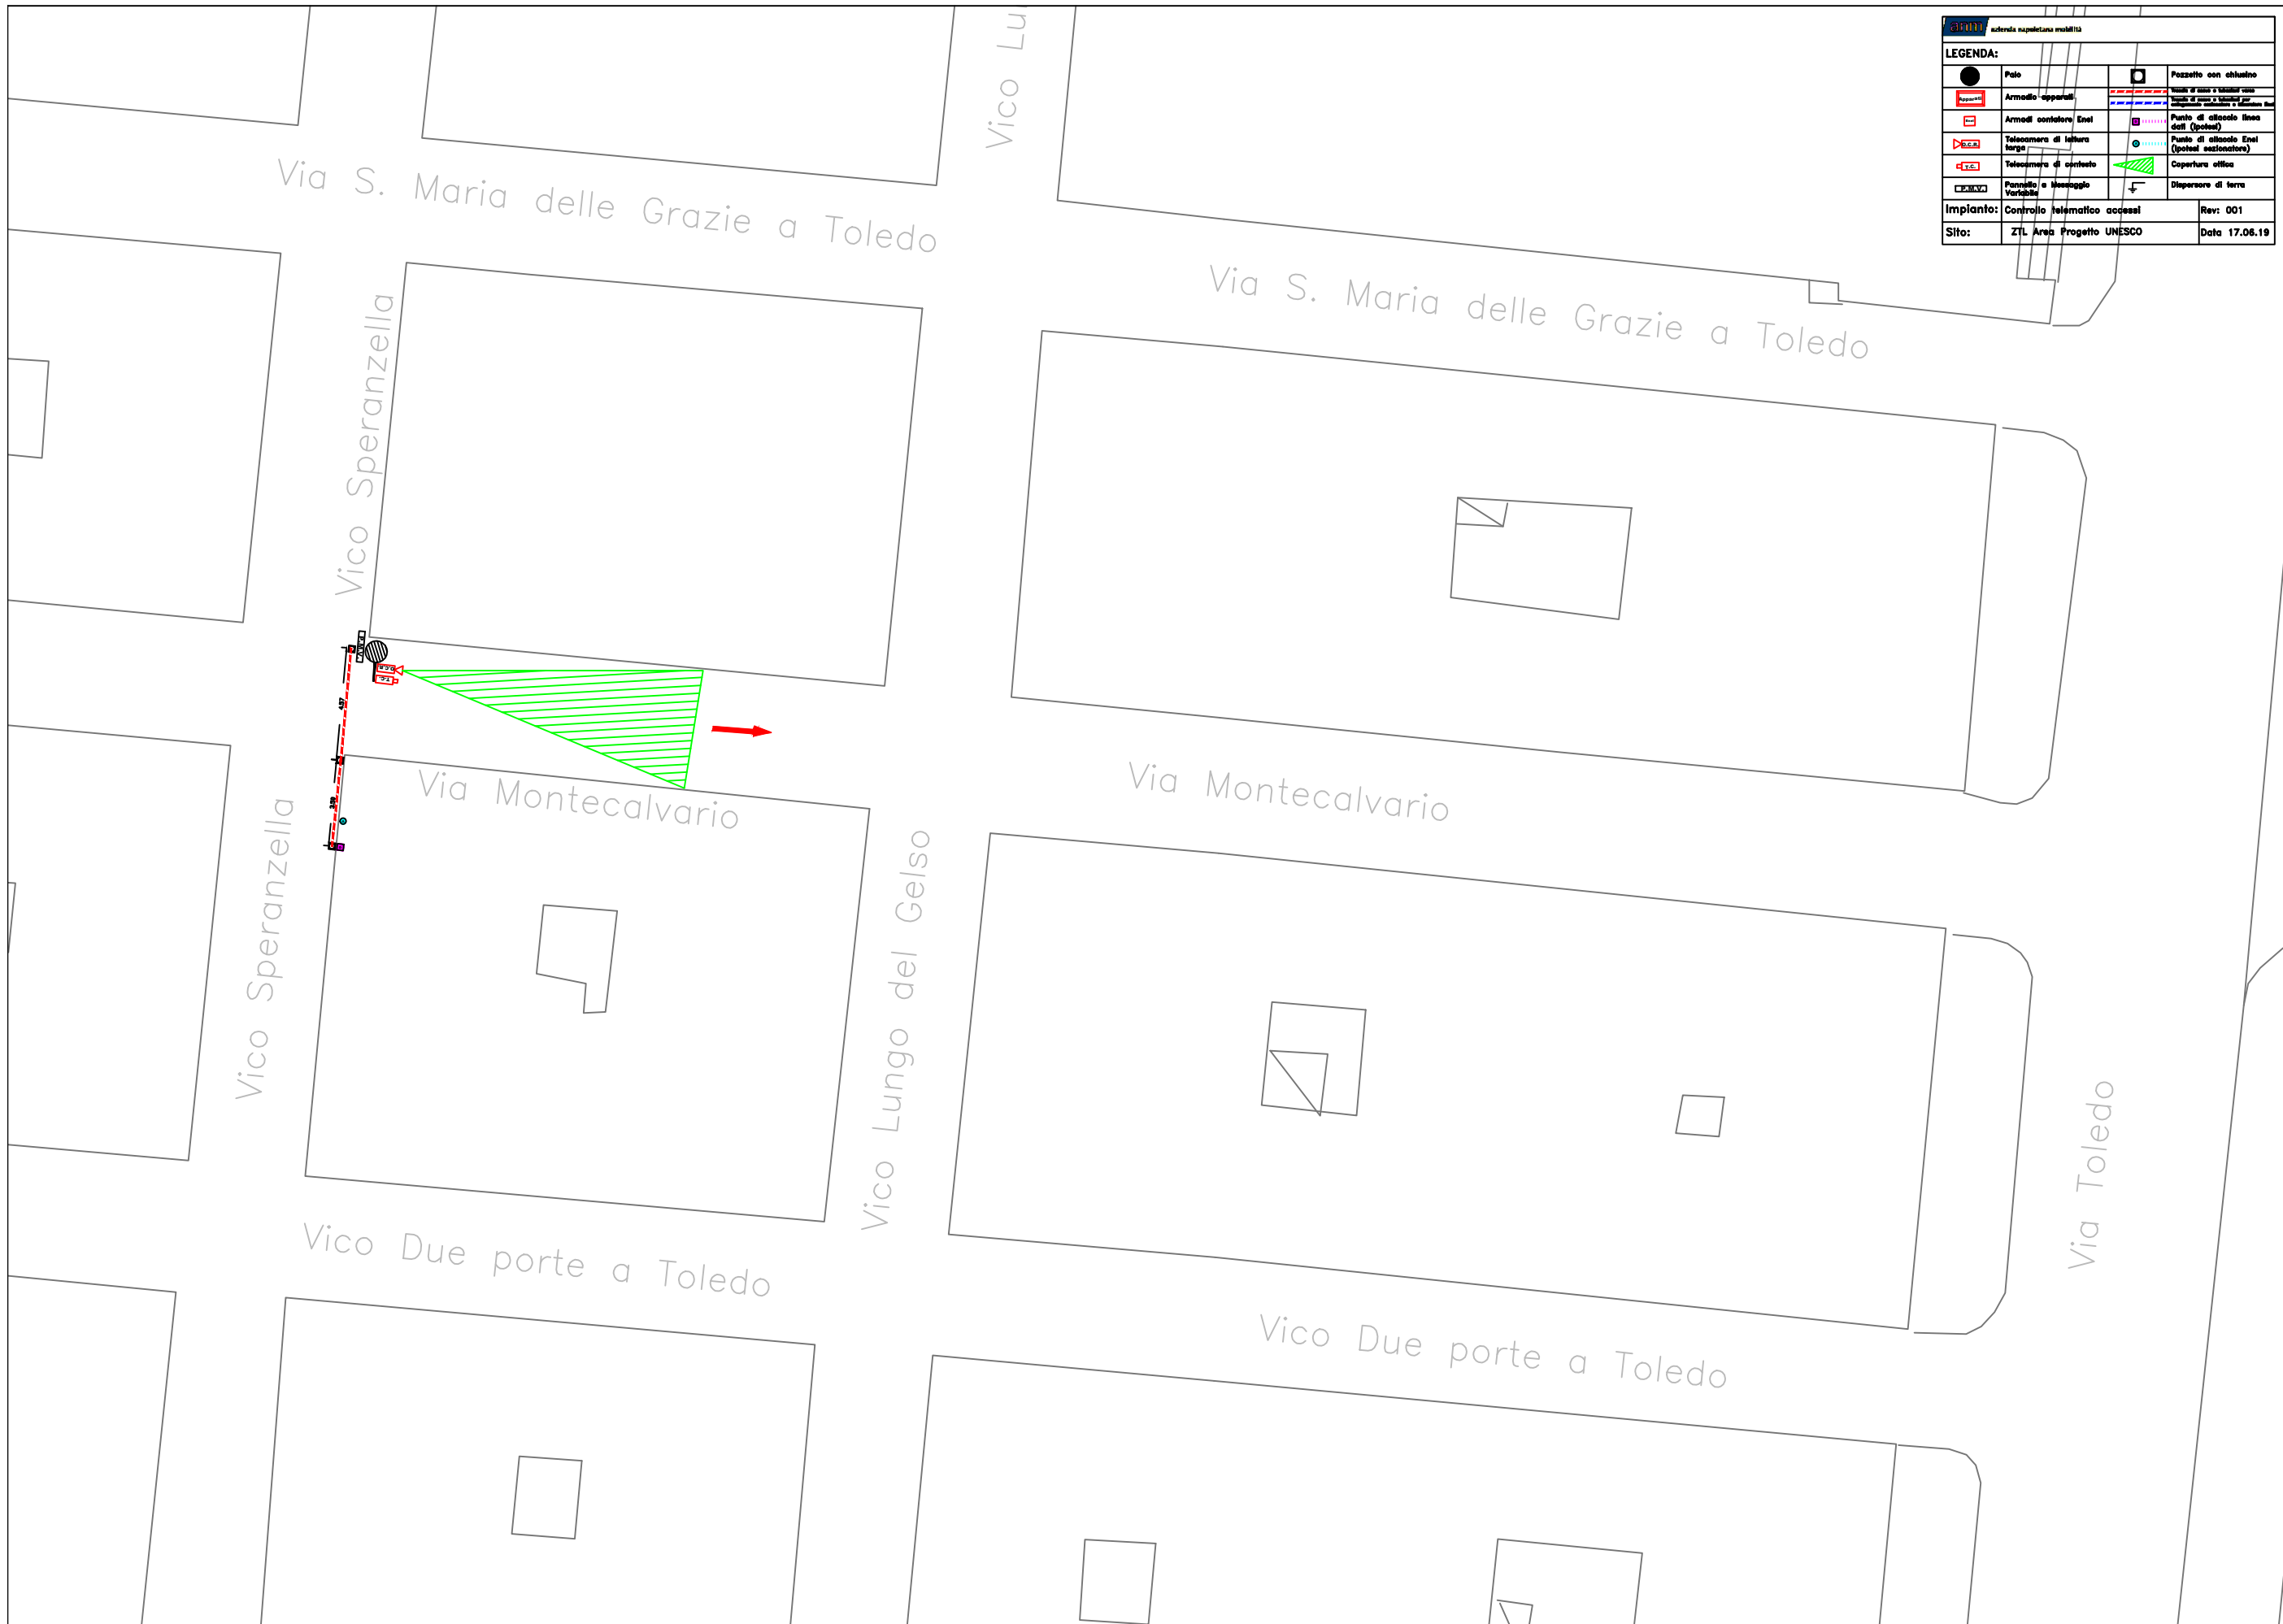 anm azienda napoletana mobilità
LEGENDA:
Palo
Pozzetto con chiusino
Apparati
Armadio apparati
Enel
Armadi contatore Enel
Punto di allaccio linea
dati (ipotesi)
O.C.R.
Telecamera di lettura
targa
Punto di allaccio Enel
(ipotesi sezionatore)
T.C.
Telecamera di contesto
Copertura ottica
P.M.V.
Pannello a Messaggio
Variabile
Dispersore di terra
Impianto: Controllo telematico accessi
Rev: 001
Sito: ZTL Area Progetto UNESCO
Data 17.06.19
Vico Lu
Via S. Maria delle Grazie a Toledo
Via S. Maria delle Grazie a Toledo
Vico Speranzella
P.M.V.
O.C.R.
T.C.
4.57
Via Montecalvario
Via Montecalvario
Vico Speranzella
Vico Lungo del Gelso
Via Toledo
Vico Due porte a Toledo
Vico Due porte a Toledo